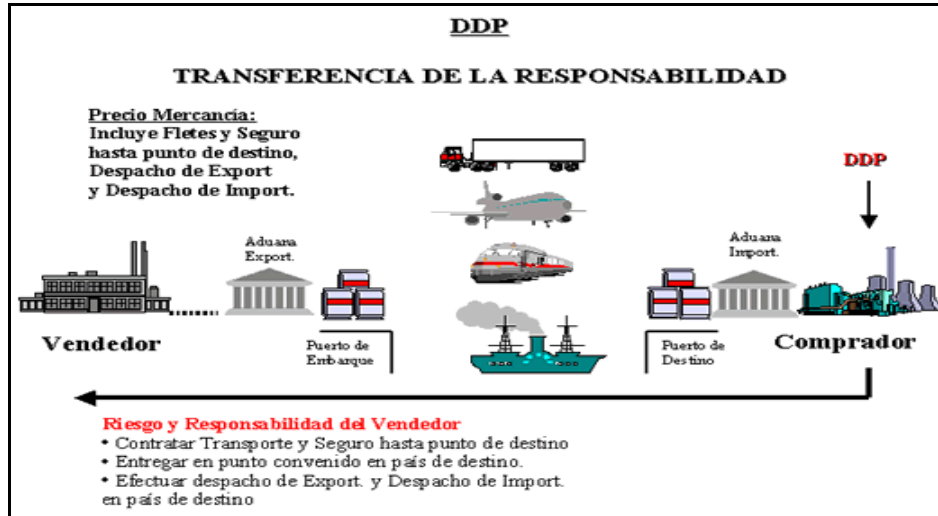 DDP
TRANSFERENCIA DE LA RESPONSABILIDAD
Precio Mercancía:
Incluye Fletes y Seguro
hasta punto de destino,
Despacho de Export
y Despacho de Import.
DDP
Aduana
Export.
Aduana
Import.
Vendedor
Puerto de
Embarque
Puerto de
Destino
Comprador
Riesgo y Responsabilidad del Vendedor
• Contratar Transporte y Seguro hasta punto de destino
• Entregar en punto convenido en país de destino.
• Efectuar despacho de Export. y Despacho de Import.
en país de destino